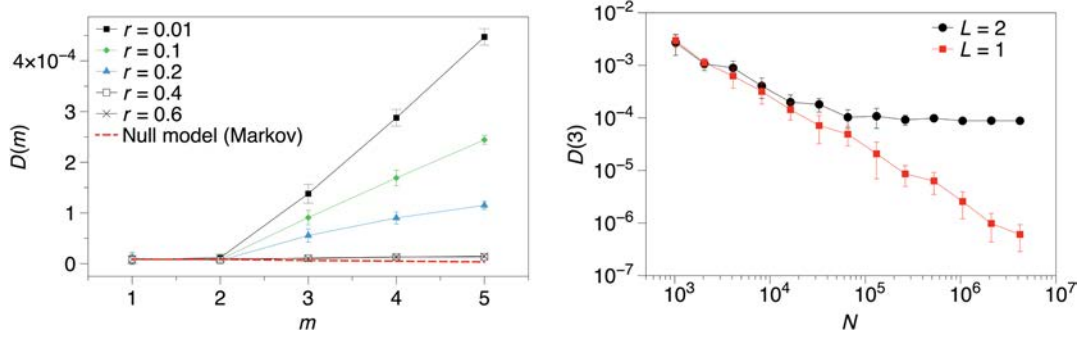 r = 0.01
r = 0.1
r = 0.2
r = 0.4
r = 0.6
Null model (Markov)
D(m)
4×10⁻⁴
3
2
1
0
1 2 3 4 5
m
L = 2
L = 1
D(3)
10⁻²
10⁻³
10⁻⁴
10⁻⁵
10⁻⁶
10⁻⁷
10³ 10⁴ 10⁵ 10⁶ 10⁷
N